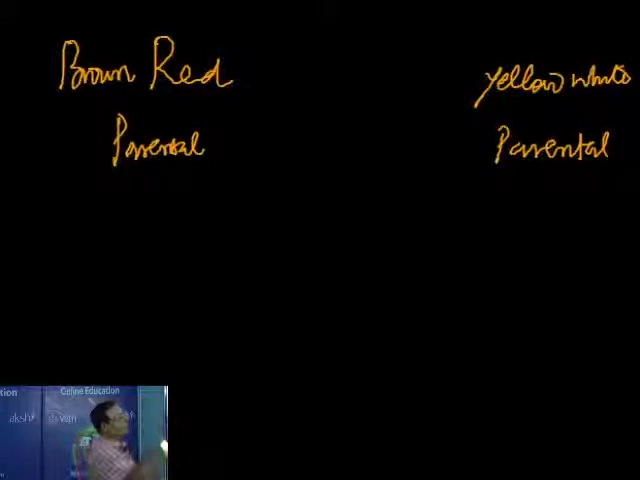 Brown Red
Yellow white
Parental
Parental
Online Education